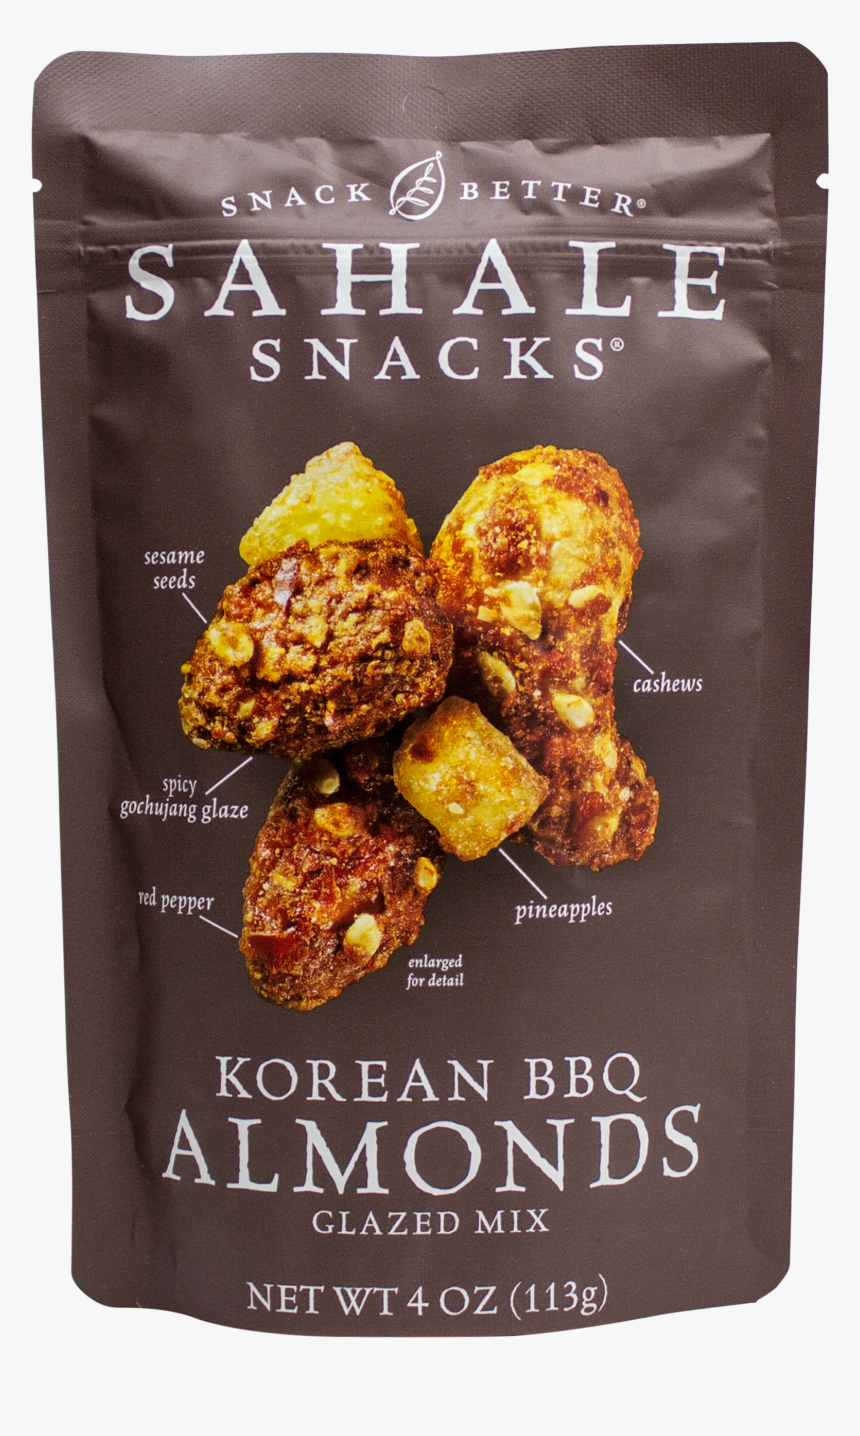 SNACK BETTER®
SAHALE
SNACKS®
sesame
seeds
cashews
spicy
gochujang glaze
red pepper
pineapples
enlarged
for detail
KOREAN BBQ
ALMONDS
GLAZED MIX
NET WT 4 OZ (113g)